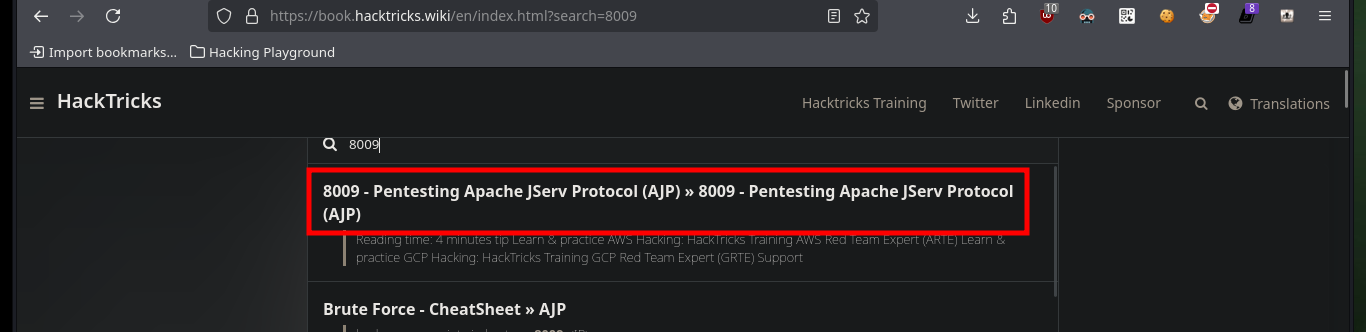 https://book.hacktricks.wiki/en/index.html?search=8009
10
8
Import bookmarks...
Hacking Playground
HackTricks
Hacktricks Training
Twitter
Linkedin
Sponsor
Translations
8009
8009 - Pentesting Apache JServ Protocol (AJP) » 8009 - Pentesting Apache JServ Protocol
(AJP)
Reading time: 4 minutes tip Learn & practice AWS Hacking: HackTricks Training AWS Red Team Expert (ARTE) Learn &
practice GCP Hacking: HackTricks Training GCP Red Team Expert (GRTE) Support
Brute Force - CheatSheet » AJP